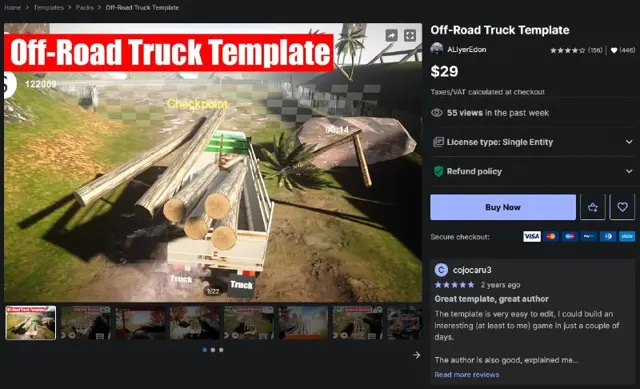 Home > Templates > Packs > Off-Road Truck Template
Off-Road Truck Template
122089
Checkpoint
00:14
Truck
Truck
1/22
Off-Road Truck Template
ALIyerEdon
(156)
(446)
$29
Taxes/VAT calculated at checkout
55 views in the past week
License type: Single Entity
Refund policy
Buy Now
Secure checkout:
VISA
C
cojocaru3
2 years ago
Great template, great author
The template is very easy to edit, I could build an
interesting (at least to me) game in just a couple of
days.
The author is also good, explained me...
Read more reviews